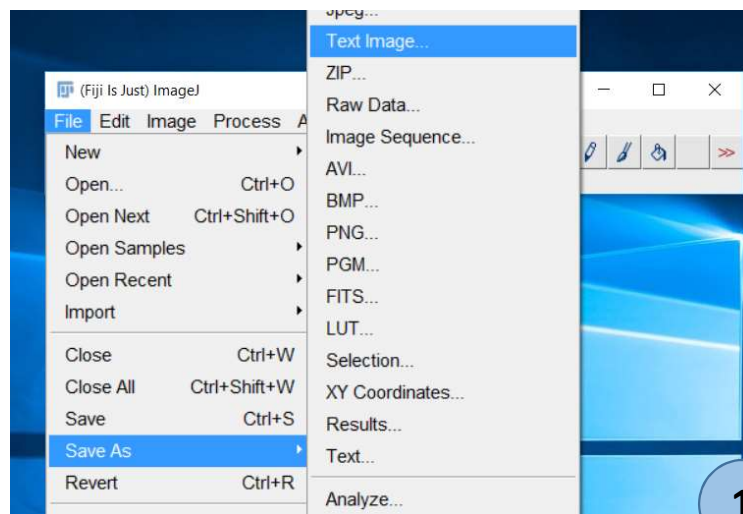 Jpeg...
Text Image...
ZIP...
(Fiji Is Just) ImageJ
Raw Data...
File Edit Image Process A
Image Sequence...
New
AVI...
Open... Ctrl+O
BMP...
Open Next Ctrl+Shift+O
PNG...
Open Samples
PGM...
Open Recent
FITS...
Import
LUT...
Close Ctrl+W
Selection...
Close All Ctrl+Shift+W
XY Coordinates...
Save Ctrl+S
Results...
Save As
Text...
Revert Ctrl+R
Analyze...
1